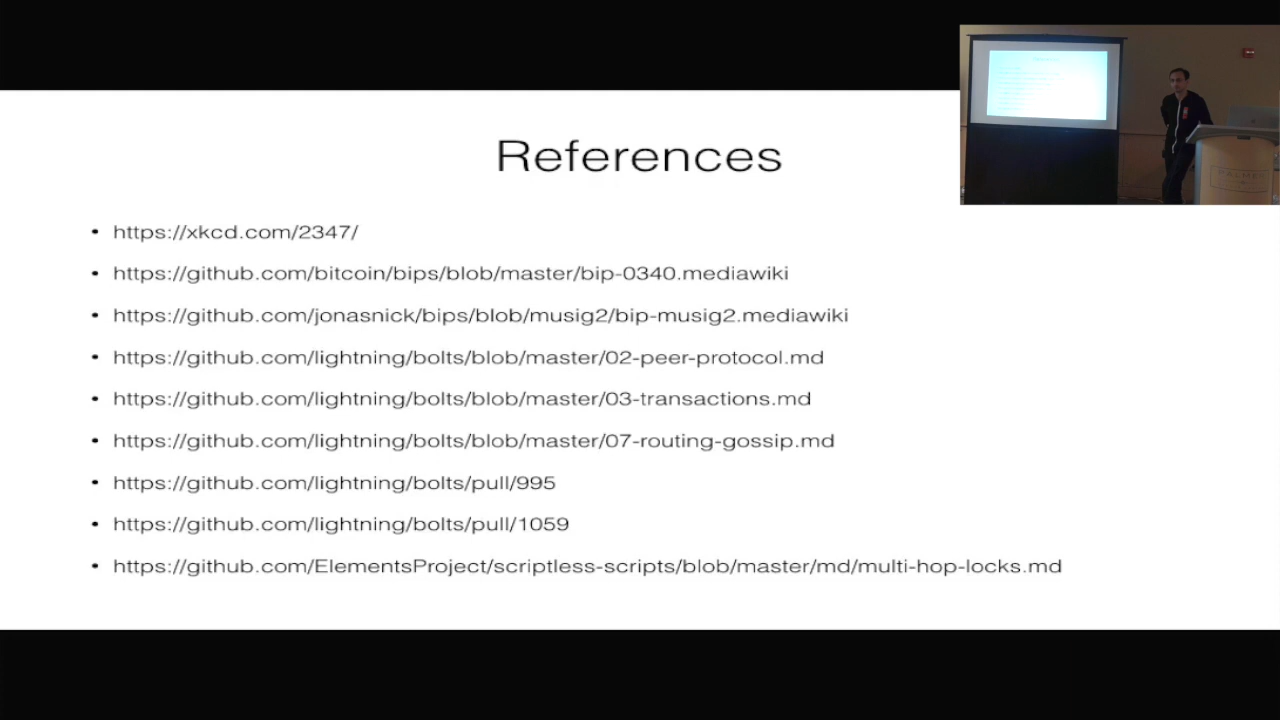 References
• https://xkcd.com/2347/
• https://github.com/bitcoin/bips/blob/master/bip-0340.mediawiki
• https://github.com/jonasnick/bips/blob/musig2/bip-musig2.mediawiki
• https://github.com/lightning/bolts/blob/master/02-peer-protocol.md
• https://github.com/lightning/bolts/blob/master/03-transactions.md
• https://github.com/lightning/bolts/blob/master/07-routing-gossip.md
• https://github.com/lightning/bolts/pull/995
• https://github.com/lightning/bolts/pull/1059
• https://github.com/ElementsProject/scriptless-scripts/blob/master/md/multi-hop-locks.md